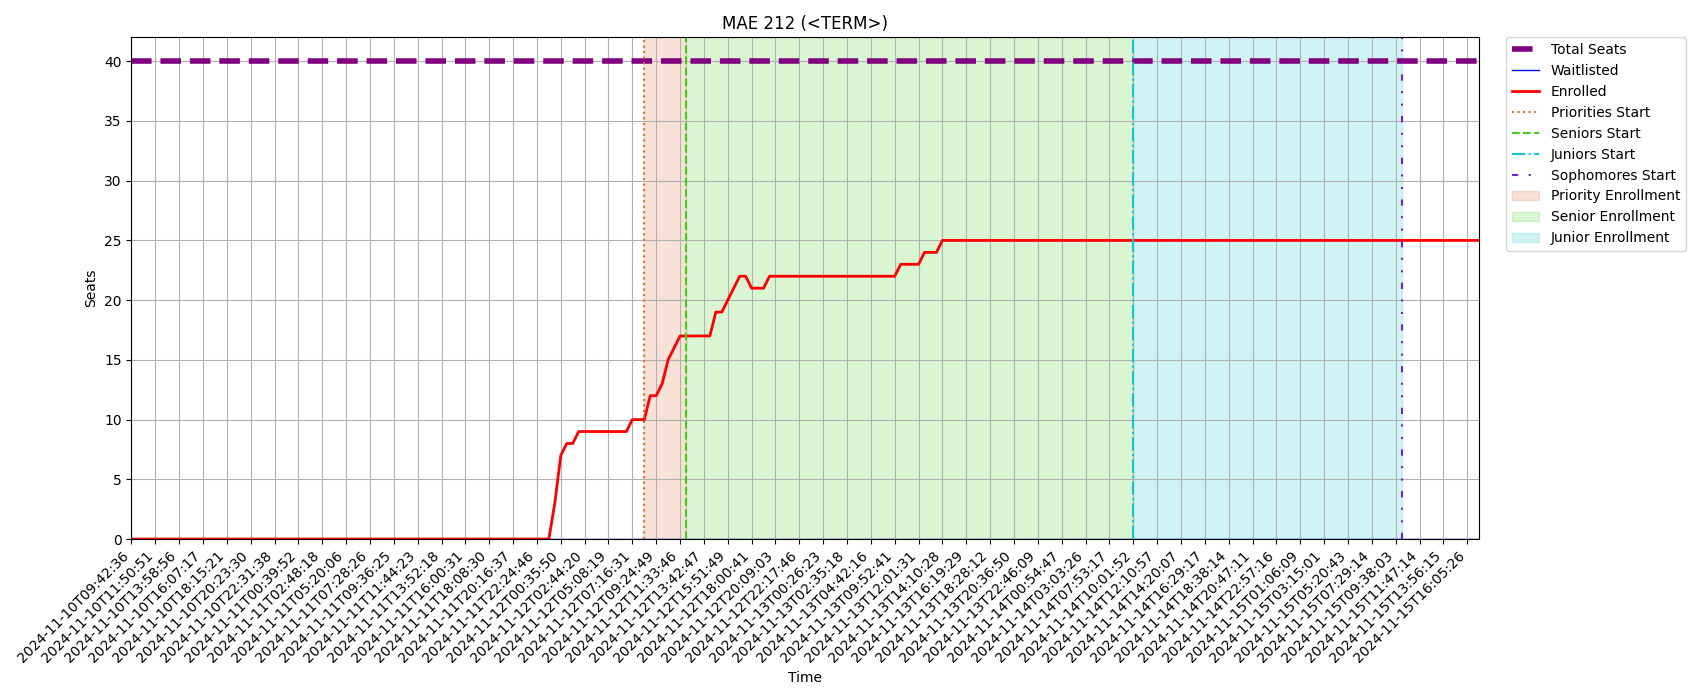 MAE 212 (<TERM>)
Seats
40
35
30
25
20
15
10
5
0
2024-11-10T09:42:36
2024-11-10T11:50:51
2024-11-10T13:58:56
2024-11-10T16:07:17
2024-11-10T18:15:21
2024-11-10T20:23:30
2024-11-10T22:31:38
2024-11-11T00:39:52
2024-11-11T02:48:18
2024-11-11T05:20:06
2024-11-11T07:28:26
2024-11-11T09:36:25
2024-11-11T11:44:23
2024-11-11T13:52:18
2024-11-11T16:00:31
2024-11-11T18:08:30
2024-11-11T20:16:37
2024-11-11T22:24:46
2024-11-12T00:35:50
2024-11-12T02:44:20
2024-11-12T05:08:19
2024-11-12T07:16:31
2024-11-12T09:24:49
2024-11-12T11:33:46
2024-11-12T13:42:47
2024-11-12T15:51:49
2024-11-12T18:00:41
2024-11-12T20:09:03
2024-11-12T22:17:46
2024-11-13T00:26:23
2024-11-13T02:35:18
2024-11-13T04:42:16
2024-11-13T09:52:41
2024-11-13T12:01:31
2024-11-13T14:10:28
2024-11-13T16:19:29
2024-11-13T18:28:12
2024-11-13T20:36:50
2024-11-13T22:46:09
2024-11-14T00:54:47
2024-11-14T03:03:26
2024-11-14T07:53:17
2024-11-14T10:01:52
2024-11-14T12:10:57
2024-11-14T14:20:07
2024-11-14T16:29:17
2024-11-14T18:38:14
2024-11-14T20:47:11
2024-11-14T22:57:16
2024-11-15T01:06:09
2024-11-15T03:15:01
2024-11-15T05:20:43
2024-11-15T07:29:14
2024-11-15T09:38:03
2024-11-15T11:47:14
2024-11-15T13:56:15
2024-11-15T16:05:26
Time
Total Seats
Waitlisted
Enrolled
Priorities Start
Seniors Start
Juniors Start
Sophomores Start
Priority Enrollment
Senior Enrollment
Junior Enrollment